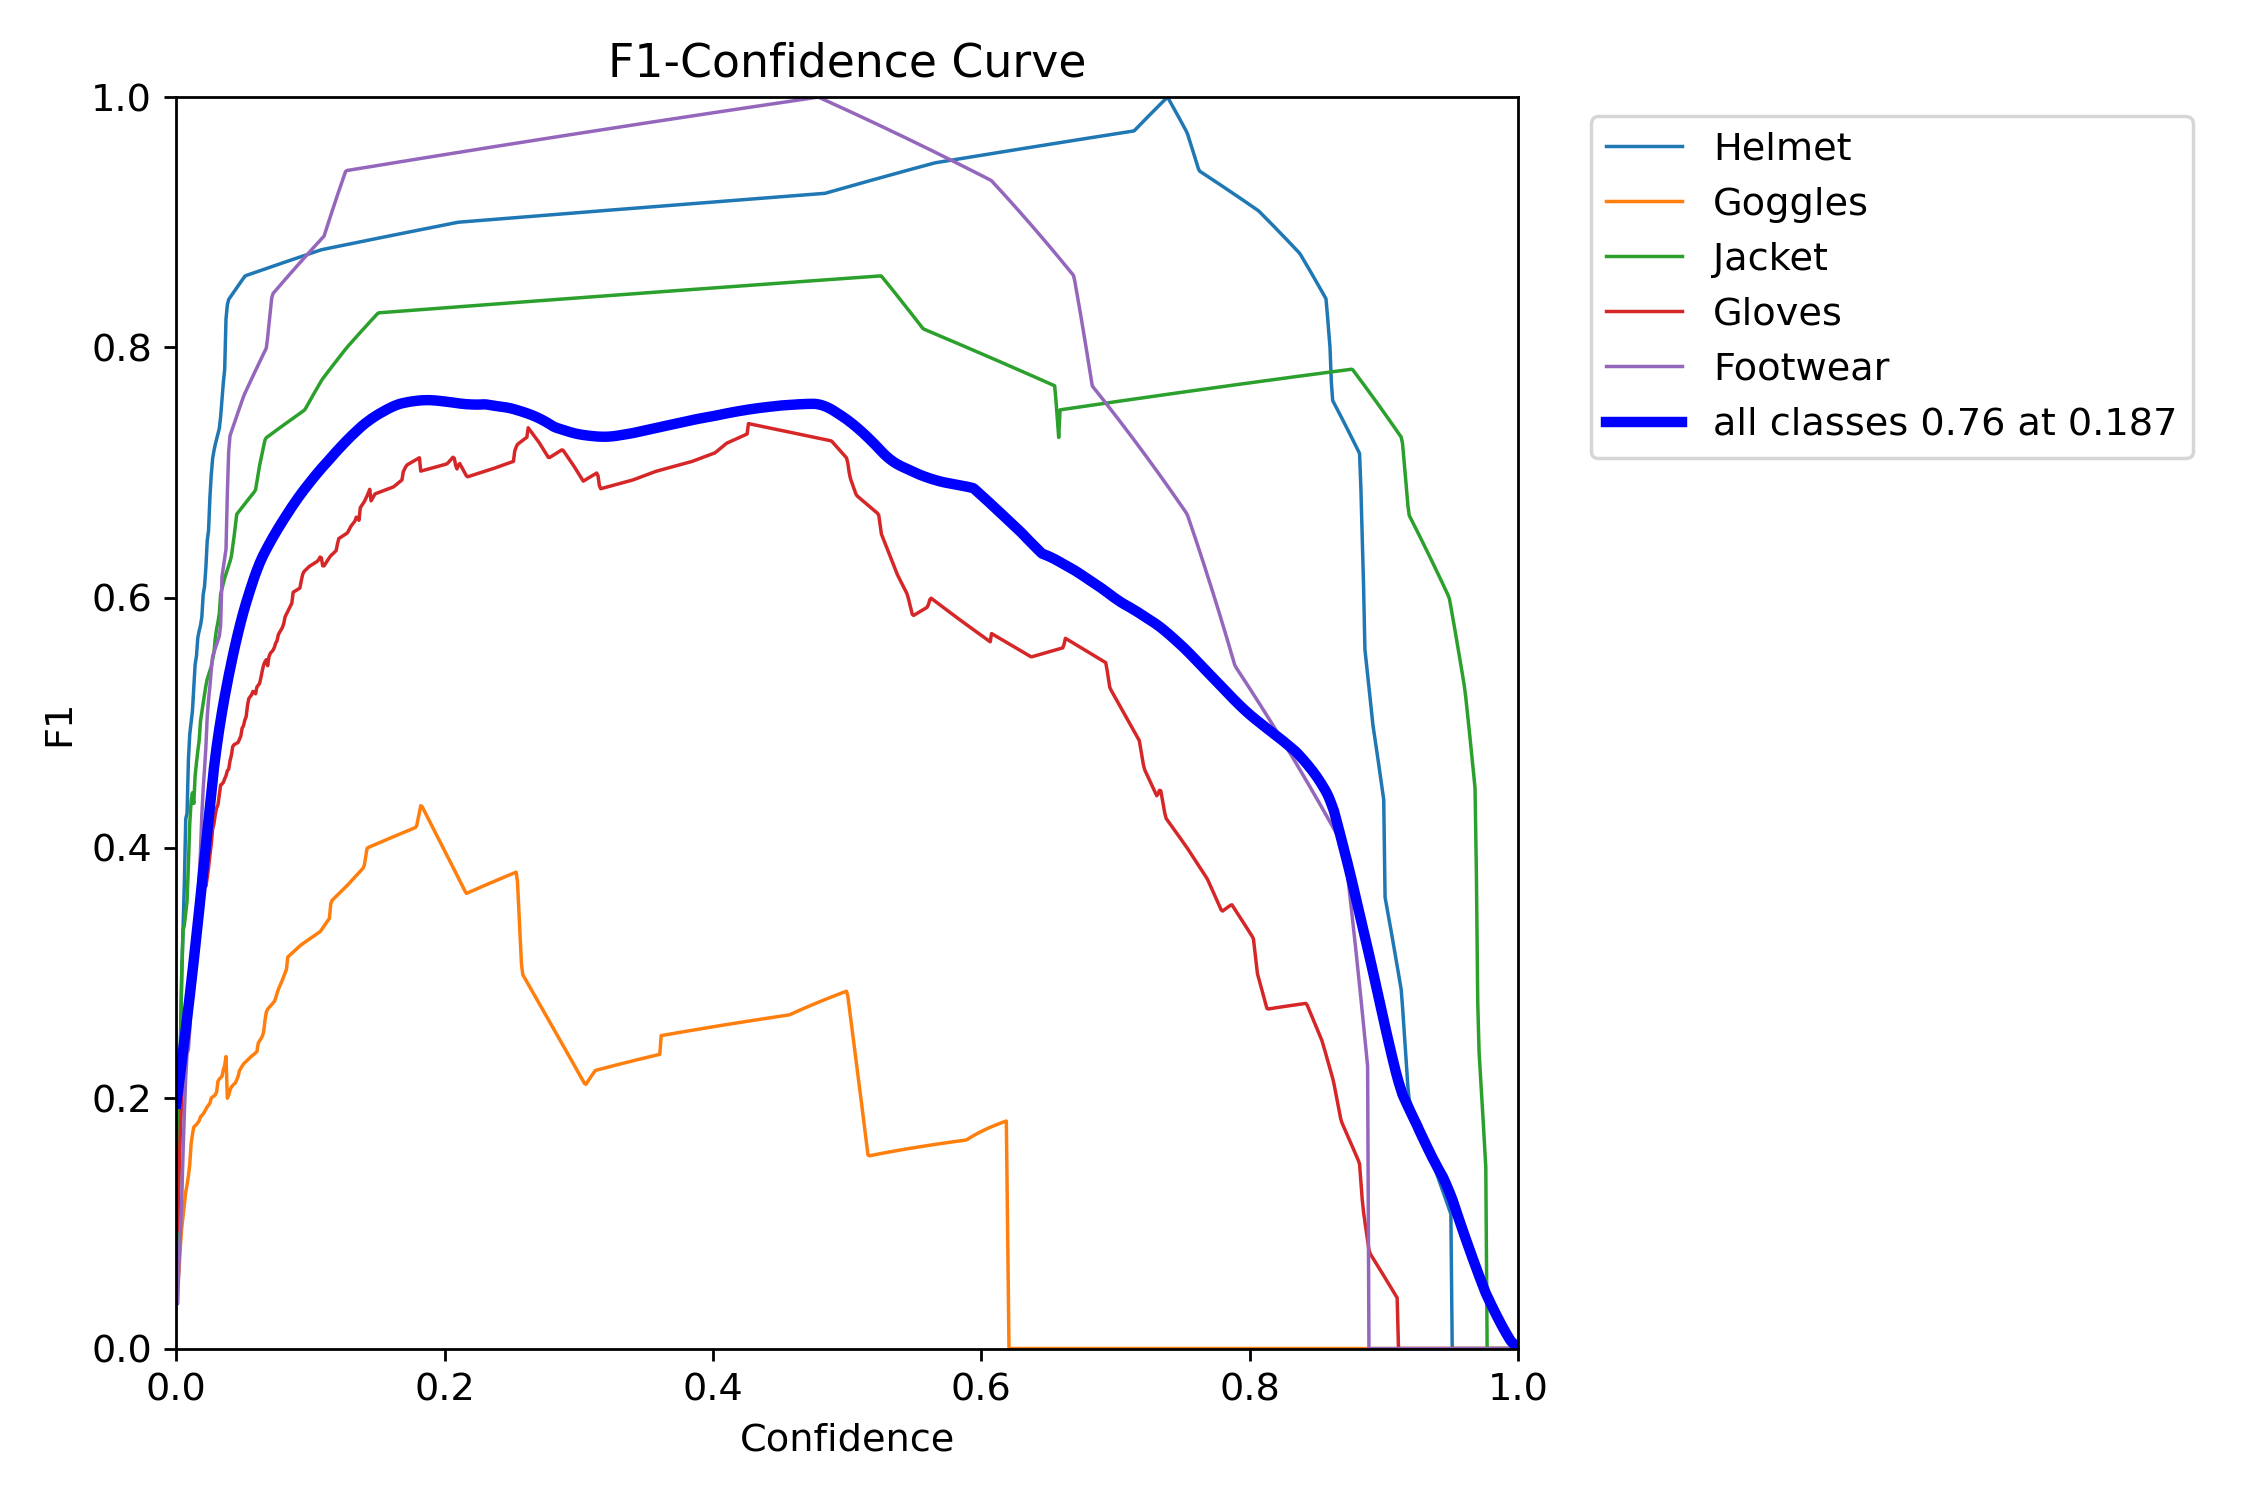 F1-Confidence Curve
1.0
0.8
0.6
0.4
0.2
0.0
F1
0.0 0.2 0.4 0.6 0.8 1.0
Confidence
Helmet
Goggles
Jacket
Gloves
Footwear
all classes 0.76 at 0.187